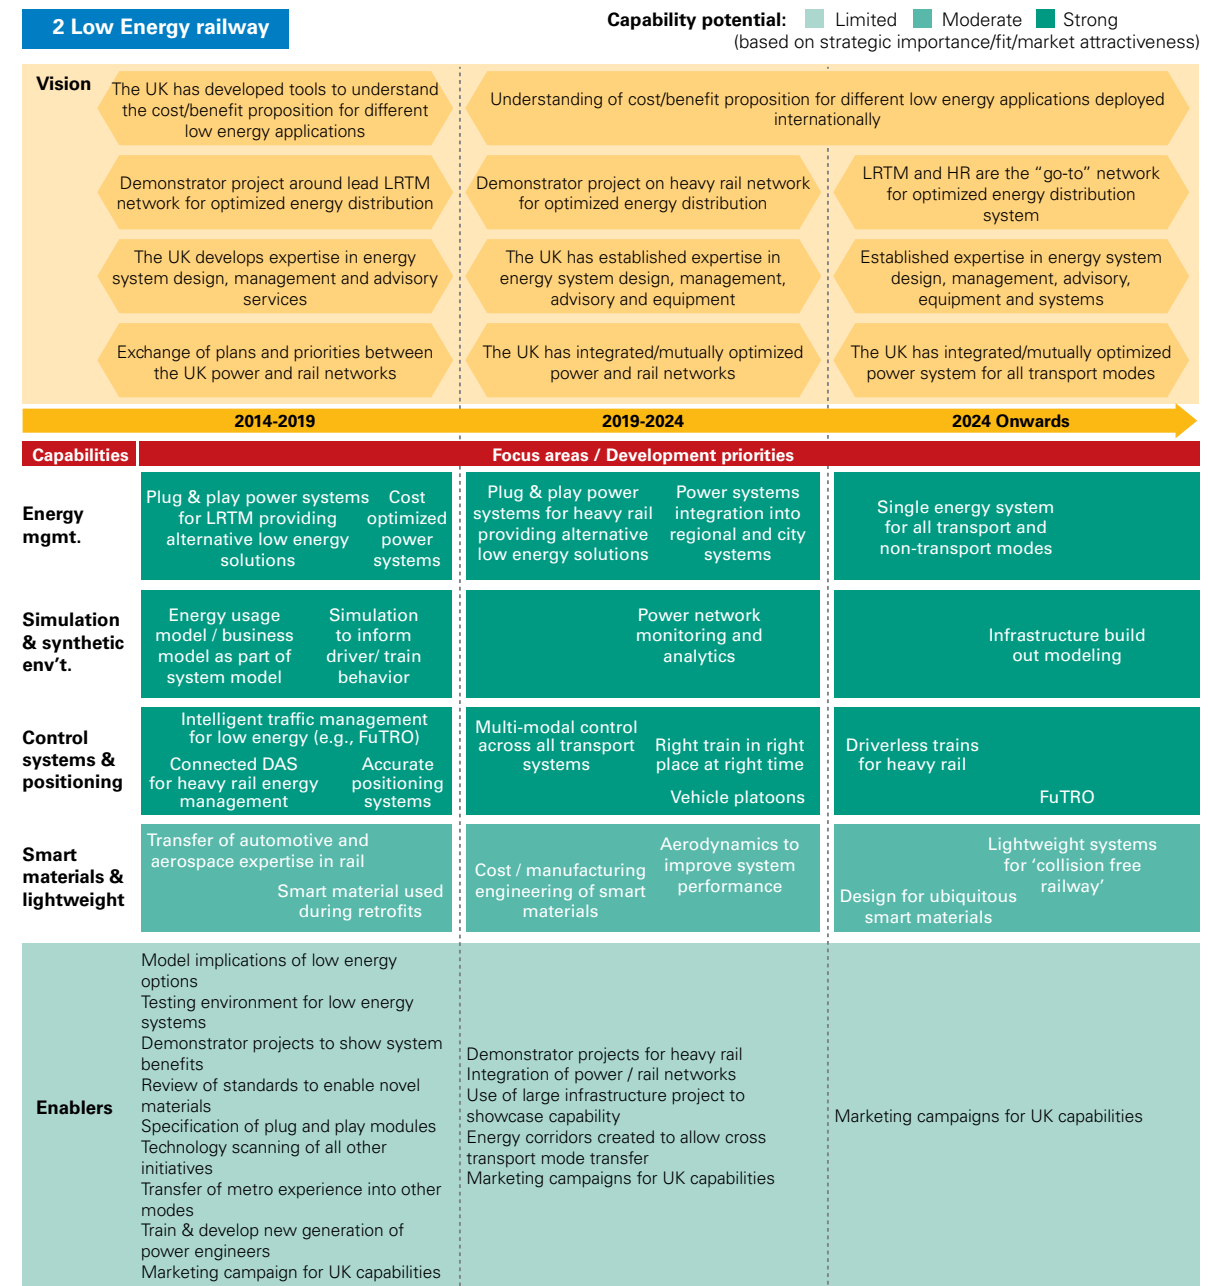 2 Low Energy railway
Capability potential: Limited Moderate Strong
(based on strategic importance/fit/market attractiveness)
Vision
The UK has developed tools to understand
the cost/benefit proposition for different
low energy applications
Understanding of cost/benefit proposition for different low energy applications deployed
internationally
Demonstrator project around lead LRTM
network for optimized energy distribution
Demonstrator project on heavy rail network
for optimized energy distribution
LRTM and HR are the “go-to” network
for optimized energy distribution
system
The UK develops expertise in energy
system design, management and advisory
services
The UK has established expertise in
energy system design, management,
advisory and equipment
Established expertise in energy system
design, management, advisory,
equipment and systems
Exchange of plans and priorities between
the UK power and rail networks
The UK has integrated/mutually optimized
power and rail networks
The UK has integrated/mutually optimized
power system for all transport modes
2014-2019
2019-2024
2024 Onwards
Capabilities
Focus areas / Development priorities
Energy
mgmt.
Plug & play power systems
for LRTM providing
alternative low energy
solutions
Cost
optimized
power
systems
Plug & play power
systems for heavy rail
providing alternative
low energy solutions
Power systems
integration into
regional and city
systems
Single energy system
for all transport and
non-transport modes
Simulation
& synthetic
env’t.
Energy usage
model / business
model as part of
system model
Simulation
to inform
driver/ train
behavior
Power network
monitoring and
analytics
Infrastructure build
out modeling
Control
systems &
positioning
Intelligent traffic management
for low energy (e.g., FuTRO)
Connected DAS
for heavy rail energy
management
Accurate
positioning
systems
Multi-modal control
across all transport
systems
Right train in right
place at right time
Vehicle platoons
Driverless trains
for heavy rail
FuTRO
Smart
materials &
lightweight
Transfer of automotive and
aerospace expertise in rail
Smart material used
during retrofits
Cost / manufacturing
engineering of smart
materials
Aerodynamics to
improve system
performance
Lightweight systems
for ‘collision free
railway’
Design for ubiquitous
smart materials
Enablers
Model implications of low energy
options
Testing environment for low energy
systems
Demonstrator projects to show system
benefits
Review of standards to enable novel
materials
Specification of plug and play modules
Technology scanning of all other
initiatives
Transfer of metro experience into other
modes
Train & develop new generation of
power engineers
Marketing campaign for UK capabilities
Demonstrator projects for heavy rail
Integration of power / rail networks
Use of large infrastructure project to
showcase capability
Energy corridors created to allow cross
transport mode transfer
Marketing campaigns for UK capabilities
Marketing campaigns for UK capabilities